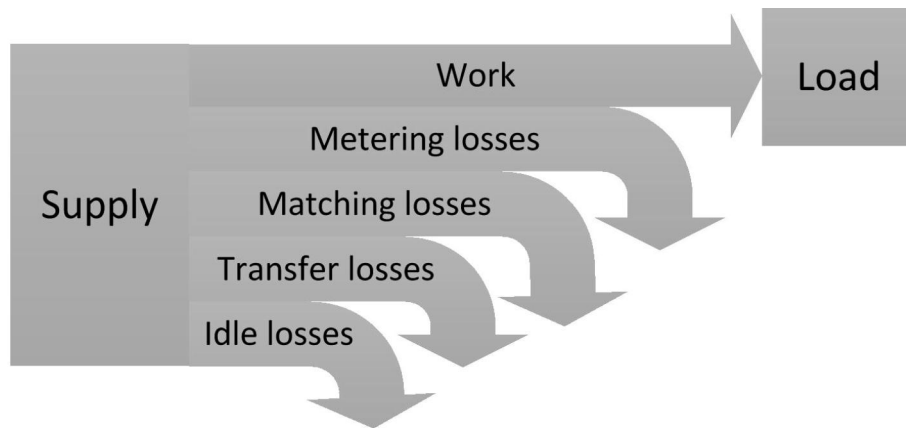 Work
Load
Metering losses
Supply
Matching losses
Transfer losses
Idle losses